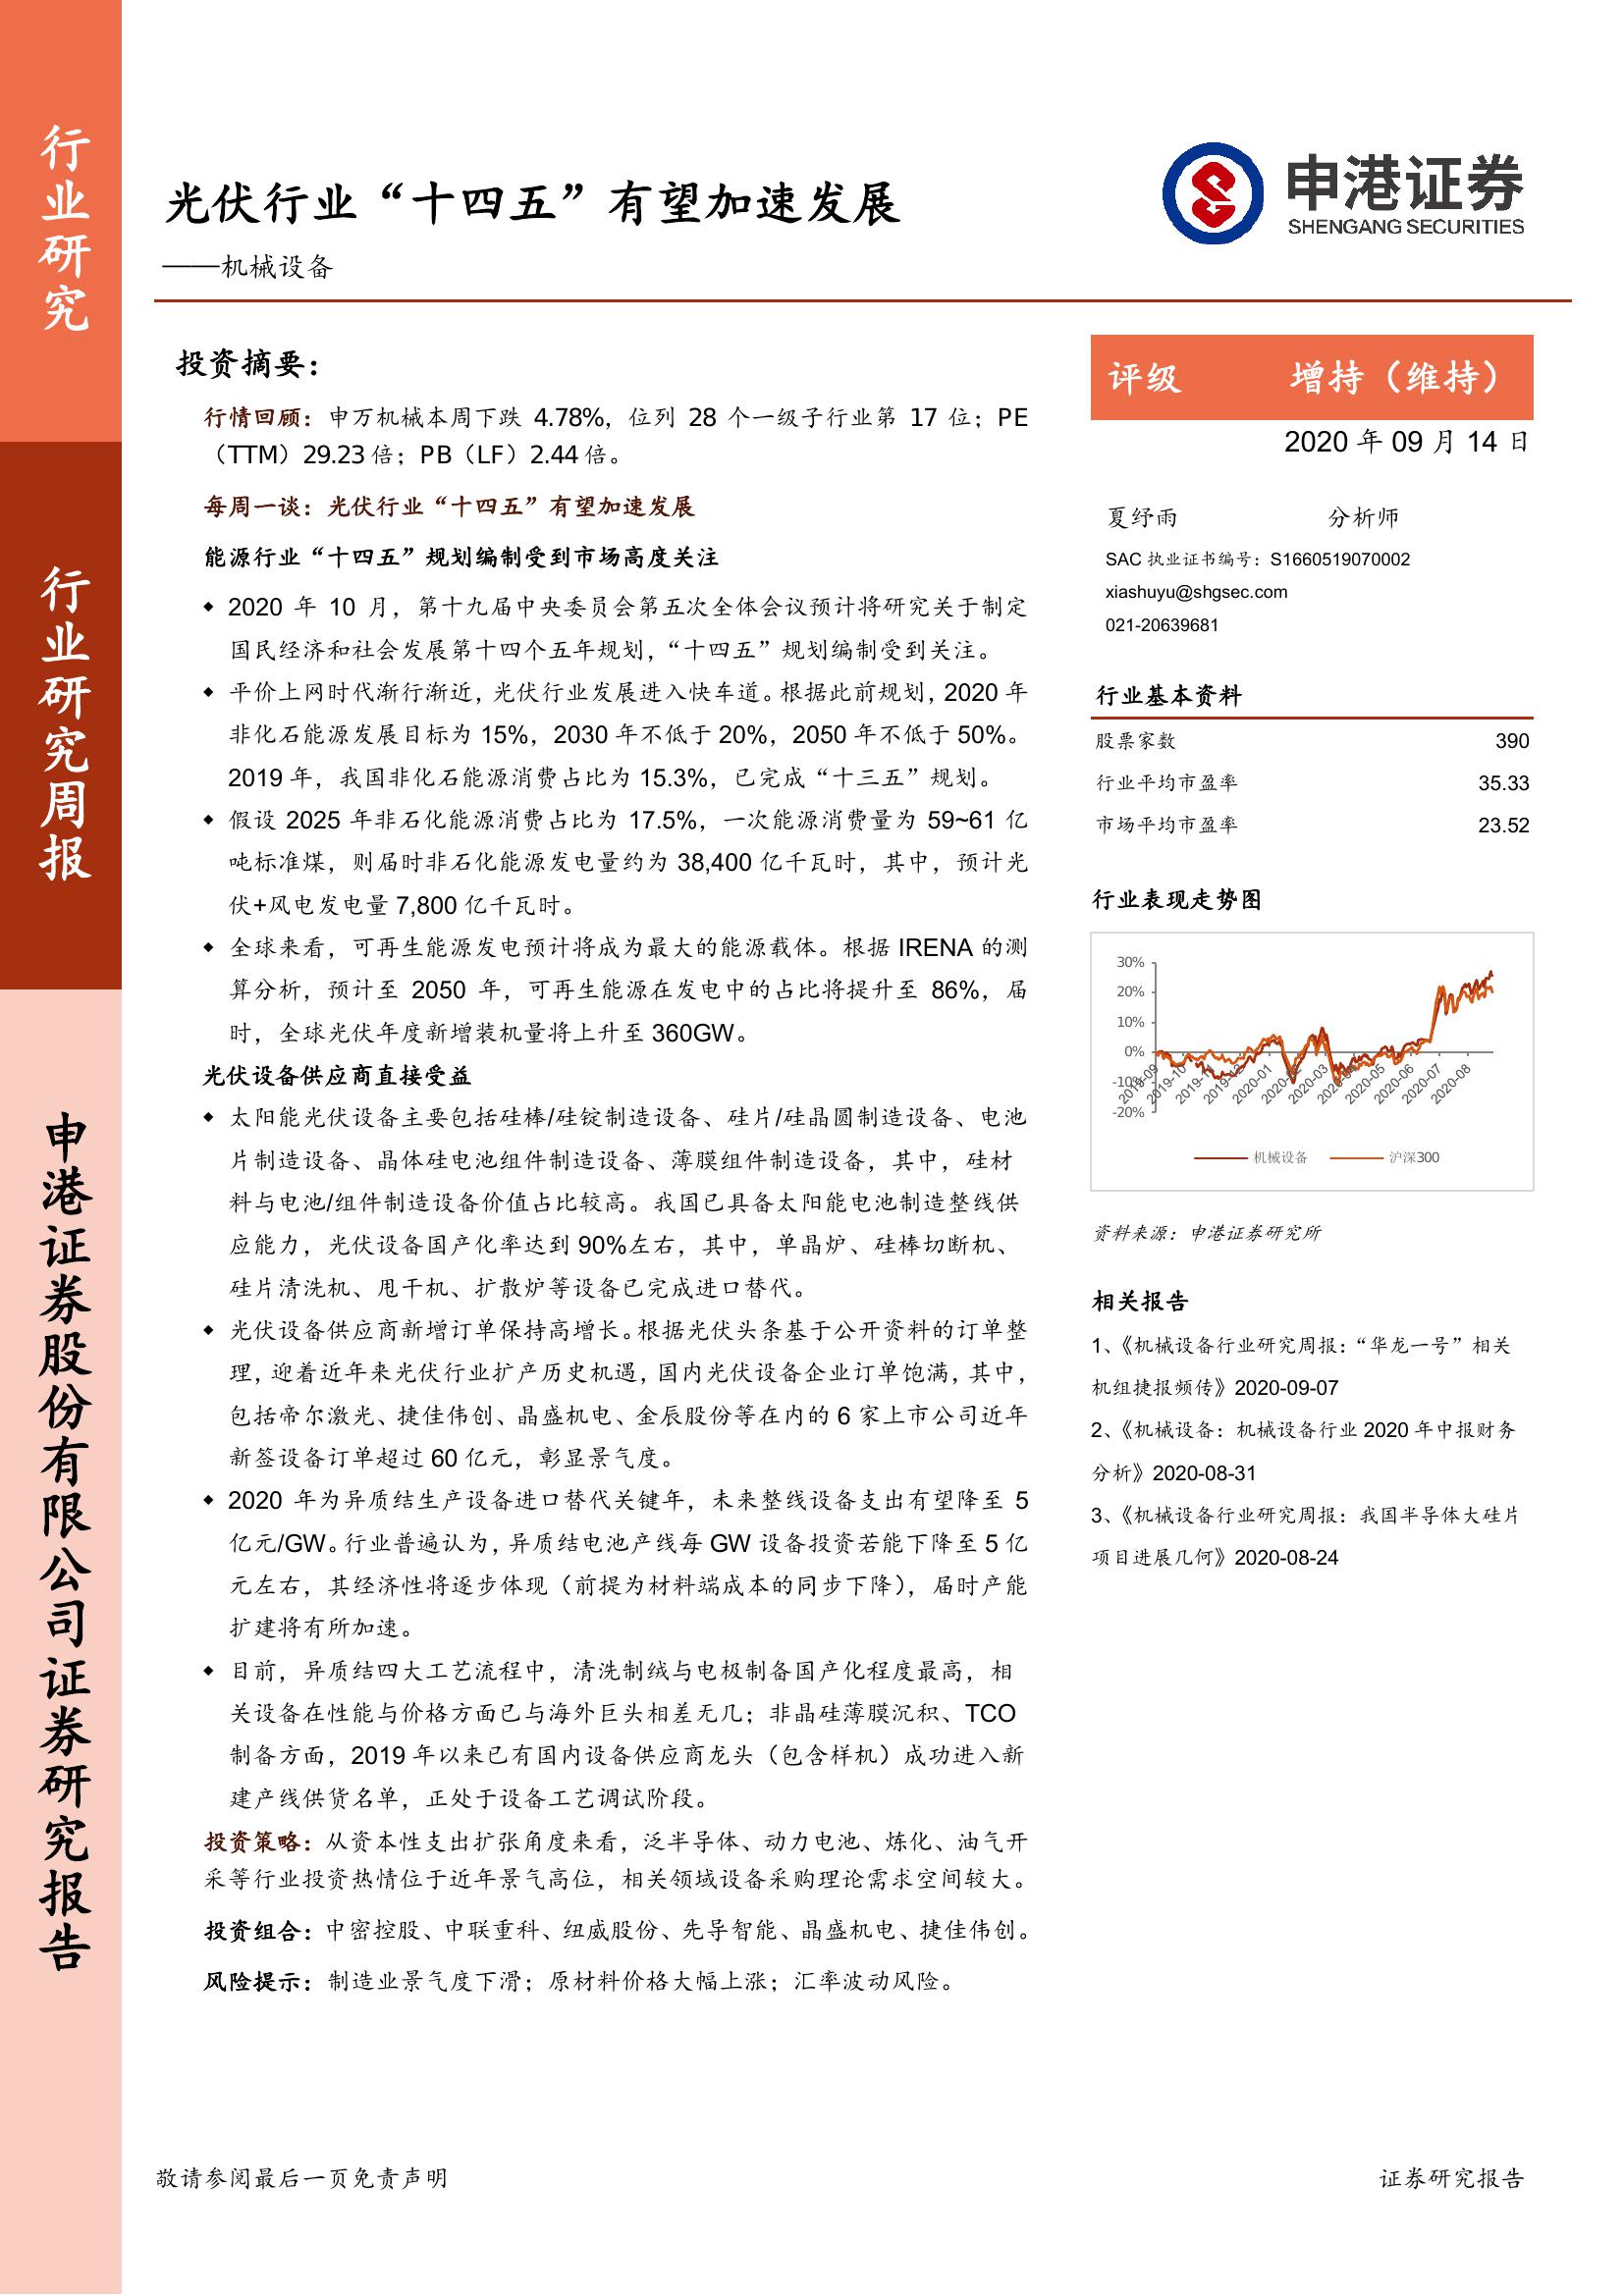 行业研究
行业研究周报
申港证券股份有限公司证券研究报告
光伏行业“十四五”有望加速发展
——机械设备
申港证券
SHENGANG SECURITIES
投资摘要：
行情回顾：申万机械本周下跌 4.78%，位列 28 个一级子行业第 17 位；PE
（TTM）29.23 倍；PB（LF）2.44 倍。
每周一谈：光伏行业“十四五”有望加速发展
能源行业“十四五”规划编制受到市场高度关注
◆ 2020 年 10 月，第十九届中央委员会第五次全体会议预计将研究关于制定
国民经济和社会发展第十四个五年规划，“十四五”规划编制受到关注。
◆ 平价上网时代渐行渐近，光伏行业发展进入快车道。根据此前规划，2020 年
非化石能源发展目标为 15%，2030 年不低于 20%，2050 年不低于 50%。
2019 年，我国非化石能源消费占比为 15.3%，已完成“十三五”规划。
◆ 假设 2025 年非石化能源消费占比为 17.5%，一次能源消费量为 59~61 亿
吨标准煤，则届时非石化能源发电量约为 38,400 亿千瓦时，其中，预计光
伏+风电发电量 7,800 亿千瓦时。
◆ 全球来看，可再生能源发电预计将成为最大的能源载体。根据 IRENA 的测
算分析，预计至 2050 年，可再生能源在发电中的占比将提升至 86%，届
时，全球光伏年度新增装机量将上升至 360GW。
光伏设备供应商直接受益
◆ 太阳能光伏设备主要包括硅棒/硅锭制造设备、硅片/硅晶圆制造设备、电池
片制造设备、晶体硅电池组件制造设备、薄膜组件制造设备，其中，硅材
料与电池/组件制造设备价值占比较高。我国已具备太阳能电池制造整线供
应能力，光伏设备国产化率达到 90%左右，其中，单晶炉、硅棒切断机、
硅片清洗机、甩干机、扩散炉等设备已完成进口替代。
◆ 光伏设备供应商新增订单保持高增长。根据光伏头条基于公开资料的订单整
理，迎着近年来光伏行业扩产历史机遇，国内光伏设备企业订单饱满，其中，
包括帝尔激光、捷佳伟创、晶盛机电、金辰股份等在内的 6 家上市公司近年
新签设备订单超过 60 亿元，彰显景气度。
◆ 2020 年为异质结生产设备进口替代关键年，未来整线设备支出有望降至 5
亿元/GW。行业普遍认为，异质结电池产线每 GW 设备投资若能下降至 5 亿
元左右，其经济性将逐步体现（前提为材料端成本的同步下降），届时产能
扩建将有所加速。
◆ 目前，异质结四大工艺流程中，清洗制绒与电极制备国产化程度最高，相
关设备在性能与价格方面已与海外巨头相差无几；非晶硅薄膜沉积、TCO
制备方面，2019 年以来已有国内设备供应商龙头（包含样机）成功进入新
建产线供货名单，正处于设备工艺调试阶段。
投资策略：从资本性支出扩张角度来看，泛半导体、动力电池、炼化、油气开
采等行业投资热情位于近年景气高位，相关领域设备采购理论需求空间较大。
投资组合：中密控股、中联重科、纽威股份、先导智能、晶盛机电、捷佳伟创。
风险提示：制造业景气度下滑；原材料价格大幅上涨；汇率波动风险。
评级 增持（维持）
2020 年 09 月 14 日
夏纾雨 分析师
SAC 执业证书编号：S1660519070002
xiashuyu@shgsec.com
021-20639681
行业基本资料
股票家数 390
行业平均市盈率 35.33
市场平均市盈率 23.52
行业表现走势图
30%
20%
10%
0%
-10%
-20%
2019-09 2019-10 2019-11 2019-12 2020-01 2020-02 2020-03 2020-04 2020-05 2020-06 2020-07 2020-08
机械设备 沪深300
资料来源：申港证券研究所
相关报告
1、《机械设备行业研究周报：“华龙一号”相关
机组捷报频传》2020-09-07
2、《机械设备：机械设备行业 2020 年中报财务
分析》2020-08-31
3、《机械设备行业研究周报：我国半导体大硅片
项目进展几何》2020-08-24
敬请参阅最后一页免责声明
证券研究报告